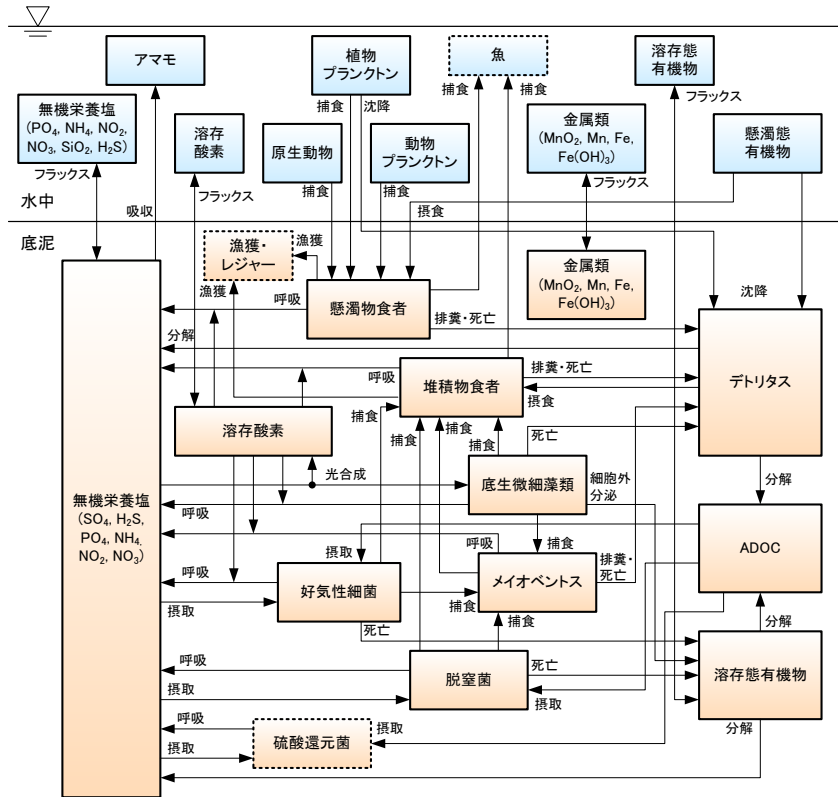 アマモ
植物
プランクトン
魚
溶存態
有機物
捕食
沈降
捕食
捕食
フラックス
無機栄養塩
(PO4, NH4, NO2,
NO3, SiO2, H2S)
溶存
酸素
原生動物
動物
プランクトン
金属類
(MnO2, Mn, Fe,
Fe(OH)3)
懸濁態
有機物
フラックス
フラックス
捕食
捕食
フラックス
水中
吸収
摂食
底泥
漁獲・
レジャー
漁獲
金属類
(MnO2, Mn, Fe,
Fe(OH)3)
漁獲
呼吸
懸濁物食者
沈降
排糞・死亡
分解
呼吸
堆積物食者
排糞・死亡
摂食
デトリタス
溶存酸素
捕食
捕食
捕食
捕食
死亡
光合成
底生微細藻類
細胞外
分泌
分解
無機栄養塩
(SO4, H2S,
PO4, NH4,
NO2, NO3)
呼吸
摂取
呼吸
捕食
排糞・
死亡
ADOC
呼吸
好気性細菌
メイオベントス
摂取
捕食
死亡
捕食
分解
呼吸
脱窒菌
死亡
溶存態有機物
摂取
摂取
呼吸
摂取
硫酸還元菌
分解
摂取